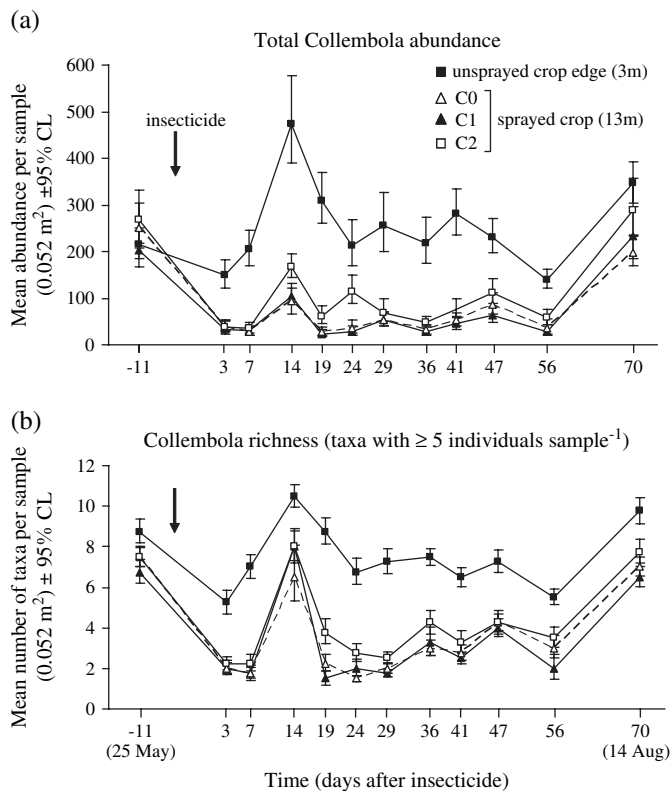 (a)
Total Collembola abundance
unsprayed crop edge (3m)
C0
C1 sprayed crop (13m)
C2
insecticide
Mean abundance per sample
(0.052 m²) ±95% CL
600
500
400
300
200
100
0
-11 3 7 14 19 24 29 36 41 47 56 70
(b)
Collembola richness (taxa with ≥ 5 individuals sample⁻¹)
Mean number of taxa per sample
(0.052 m²) ± 95% CL
12
10
8
6
4
2
0
-11 3 7 14 19 24 29 36 41 47 56 70
(25 May) (14 Aug)
Time (days after insecticide)